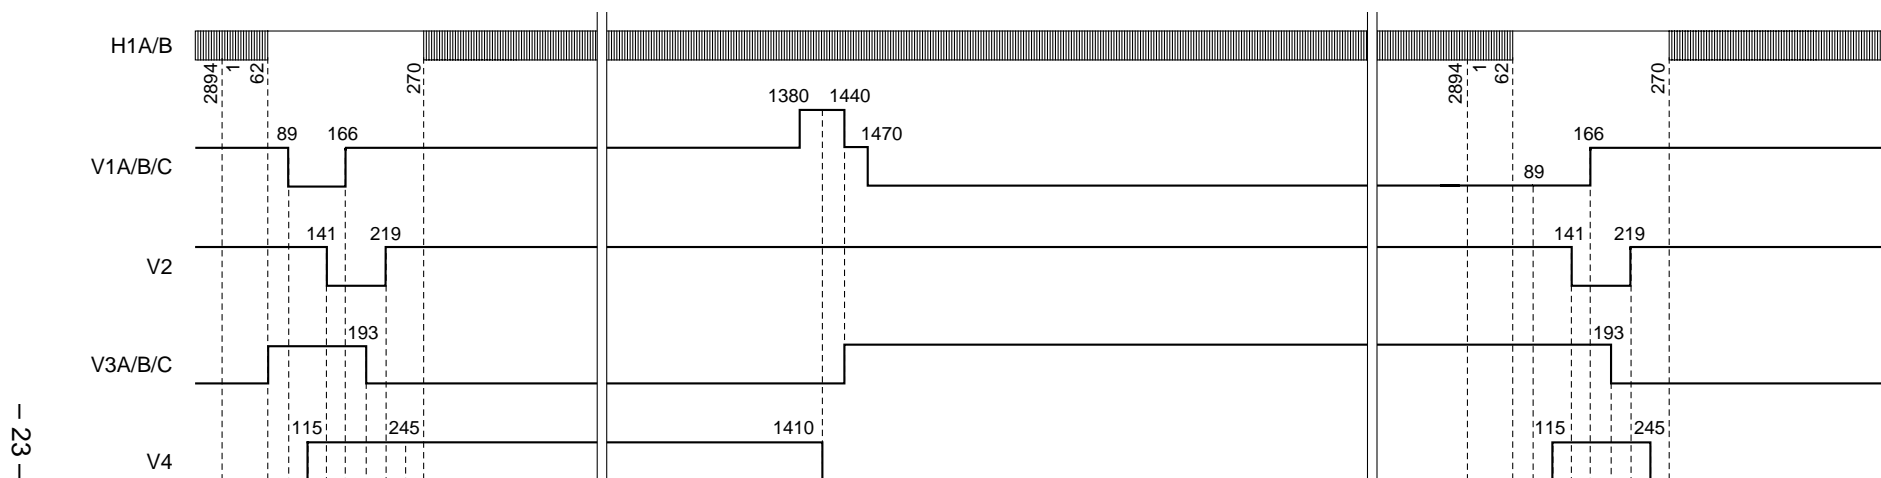 H1A/B
2894
1
62
270
2894
1
62
270
1380 1440
89 166 1470 166
V1A/B/C 89
141 219 141 219
V2
193 193
V3A/B/C
115 245 1410 115 245
V4
– 23 –